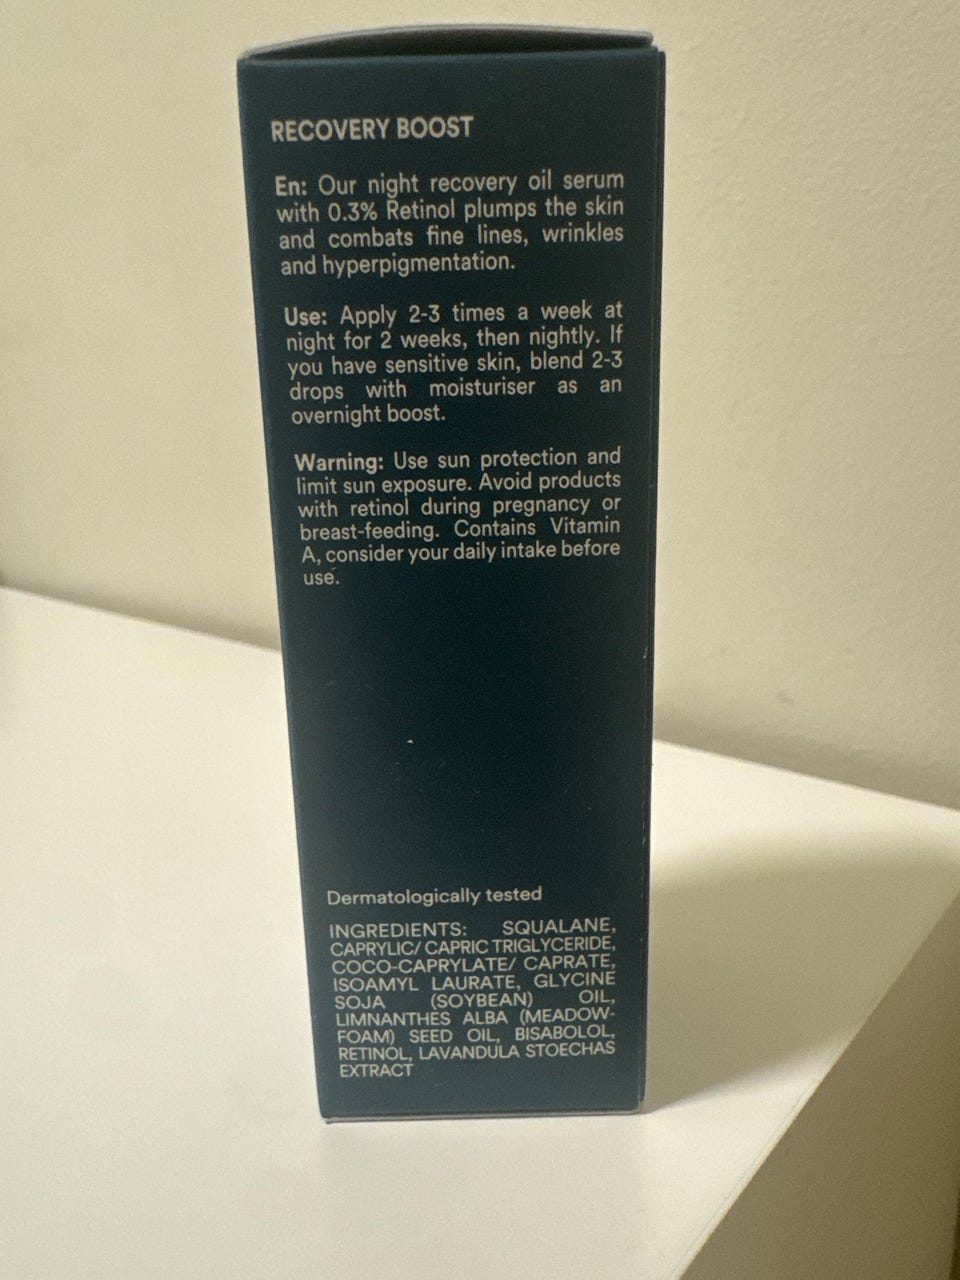 RECOVERY BOOST
En: Our night recovery oil serum
with 0.3% Retinol plumps the skin
and combats fine lines, wrinkles
and hyperpigmentation.
Use: Apply 2-3 times a week at
night for 2 weeks, then nightly. If
you have sensitive skin, blend 2-3
drops with moisturiser as an
overnight boost.
Warning: Use sun protection and
limit sun exposure. Avoid products
with retinol during pregnancy or
breast-feeding. Contains Vitamin
A, consider your daily intake before
use.
Dermatologically tested
INGREDIENTS: SQUALANE,
CAPRYLIC/ CAPRIC TRIGLYCERIDE,
COCO-CAPRYLATE/ CAPRATE,
ISOAMYL LAURATE, GLYCINE
SOJA (SOYBEAN) OIL,
LIMNANTHES ALBA (MEADOW-
FOAM) SEED OIL, BISABOLOL,
RETINOL, LAVANDULA STOECHAS
EXTRACT